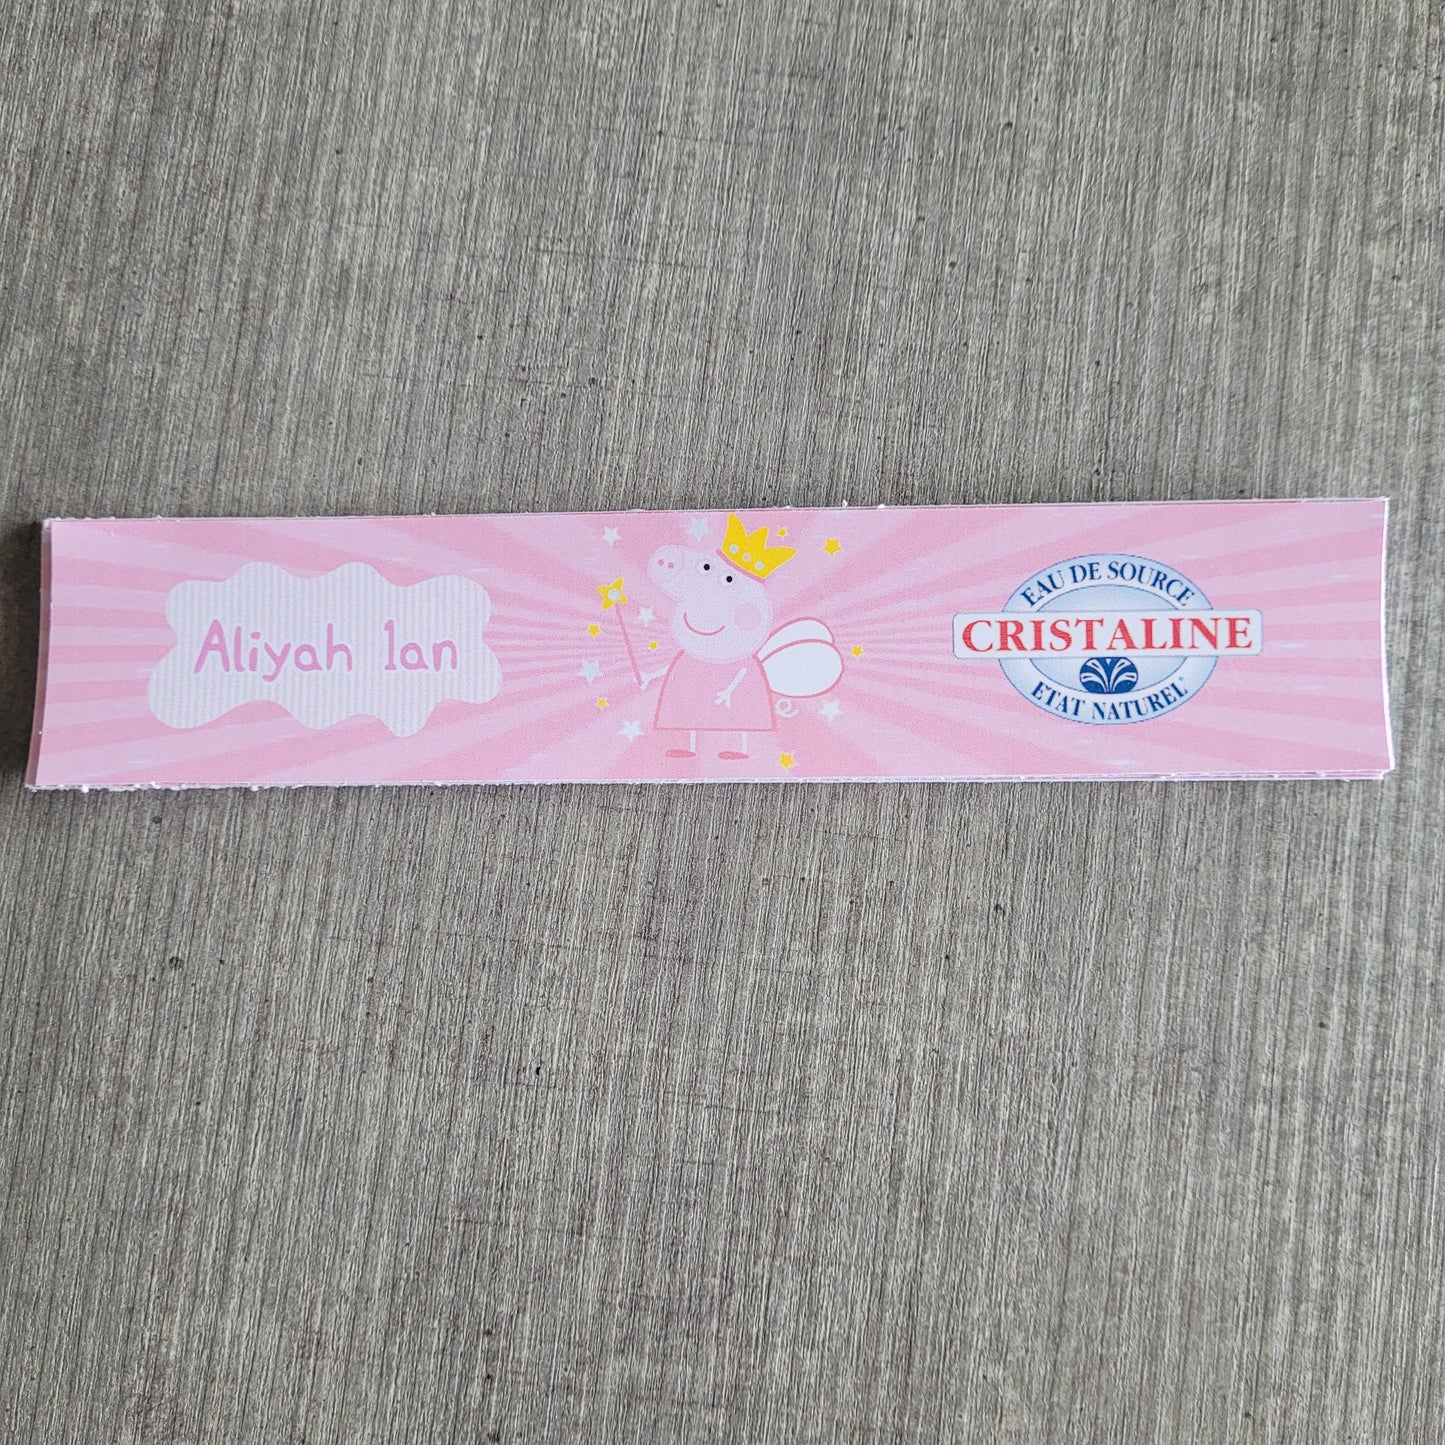 Aliyah 1an
EAU DE SOURCE
CRISTALINE
ETAT NATUREL